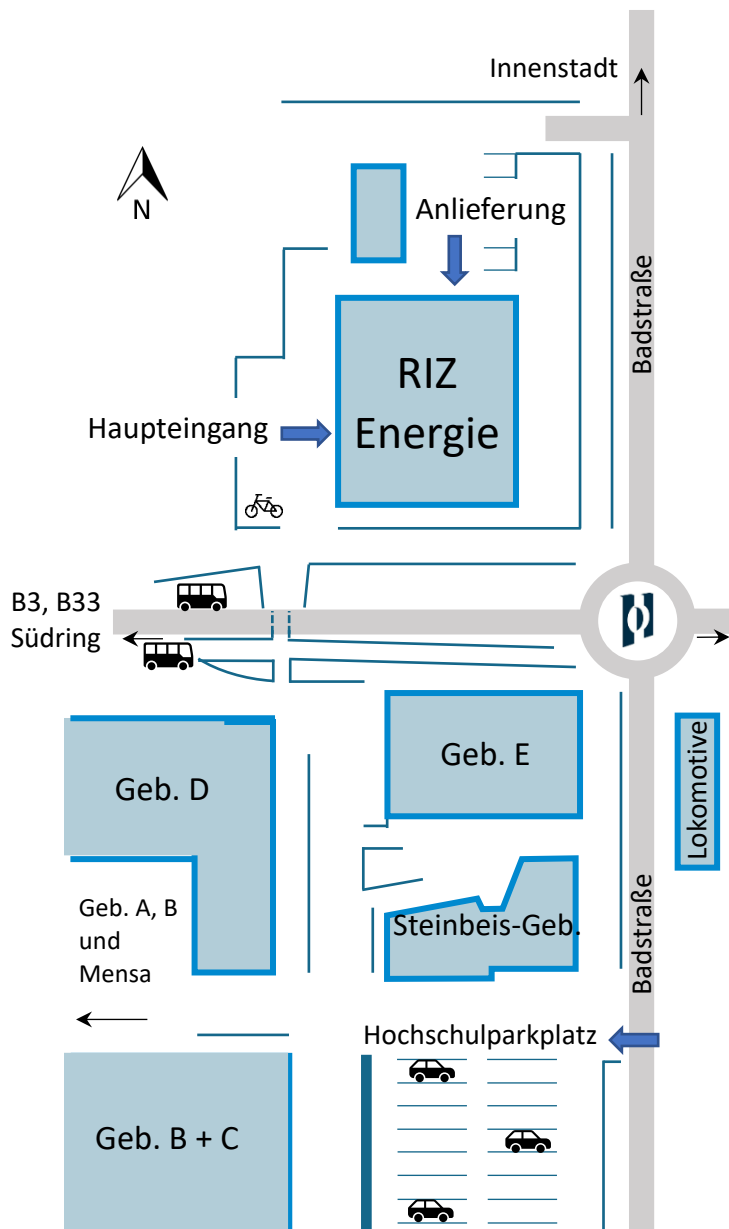 Innenstadt
N
Anlieferung
Badstraße
RIZ
Energie
Haupteingang
B3, B33
Südring
Geb. E
Geb. D
Lokomotive
Geb. A, B
und
Mensa
Steinbeis-Geb.
Badstraße
Hochschulparkplatz
Geb. B + C